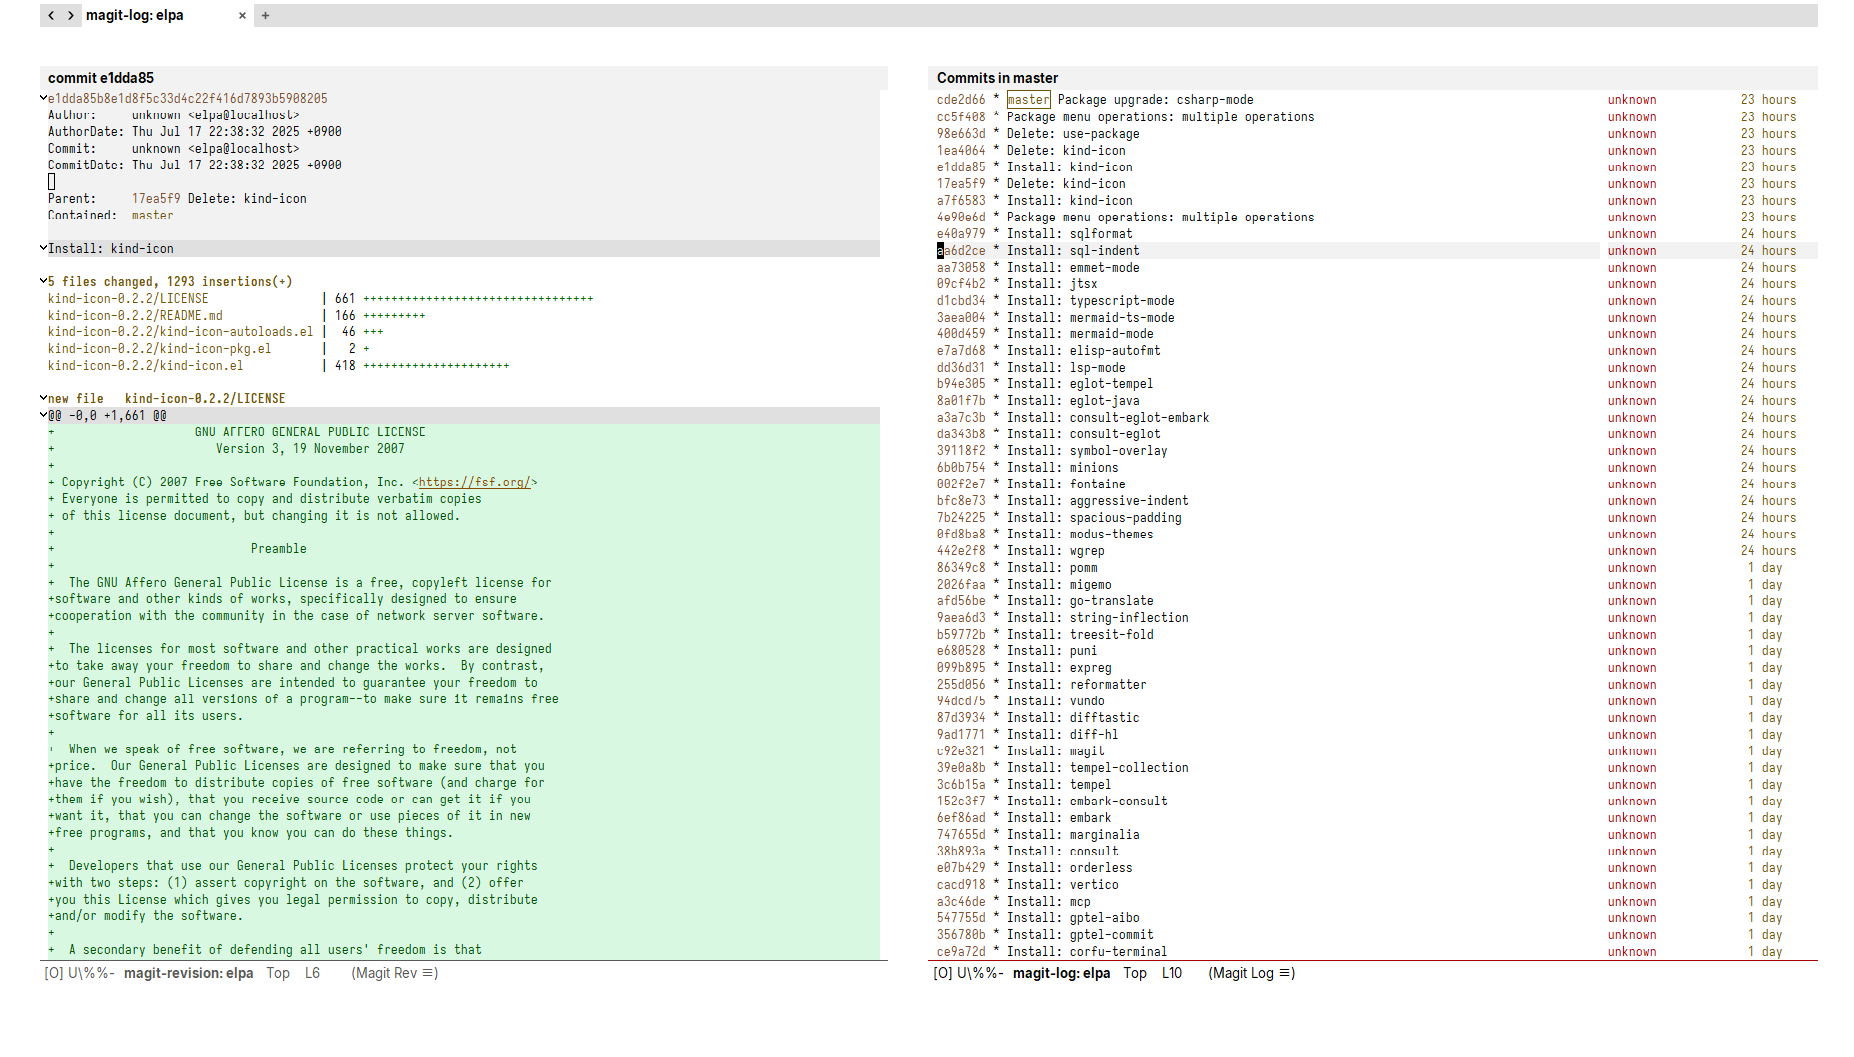 magit-log: elpa × +
commit e1dda85
e1dda85b8e1d8f5c33d4c22f416d7893b5908205
Author:     unknown <elpa@localhost>
AuthorDate: Thu Jul 17 22:38:32 2025 +0900
Commit:     unknown <elpa@localhost>
CommitDate: Thu Jul 17 22:38:32 2025 +0900
Parent:     17ea5f9 Delete: kind-icon
Contained:  master
Install: kind-icon
5 files changed, 1293 insertions(+)
kind-icon-0.2.2/LICENSE                | 661 +++++++++++++++++++++++++++++++++
kind-icon-0.2.2/README.md              | 166 +++++++++
kind-icon-0.2.2/kind-icon-autoloads.el |  46 +++
kind-icon-0.2.2/kind-icon-pkg.el       |   2 +
kind-icon-0.2.2/kind-icon.el           | 418 +++++++++++++++++++++
new file   kind-icon-0.2.2/LICENSE
@@ -0,0 +1,661 @@
+                    GNU AFFERO GENERAL PUBLIC LICENSE
+                       Version 3, 19 November 2007
+
+ Copyright (C) 2007 Free Software Foundation, Inc. <https://fsf.org/>
+ Everyone is permitted to copy and distribute verbatim copies
+ of this license document, but changing it is not allowed.
+
+                            Preamble
+
+  The GNU Affero General Public License is a free, copyleft license for
+software and other kinds of works, specifically designed to ensure
+cooperation with the community in the case of network server software.
+
+  The licenses for most software and other practical works are designed
+to take away your freedom to share and change the works.  By contrast,
+our General Public Licenses are intended to guarantee your freedom to
+share and change all versions of a program--to make sure it remains free
+software for all its users.
+
+  When we speak of free software, we are referring to freedom, not
+price.  Our General Public Licenses are designed to make sure that you
+have the freedom to distribute copies of free software (and charge for
+them if you wish), that you receive source code or can get it if you
+want it, that you can change the software or use pieces of it in new
+free programs, and that you know you can do these things.
+
+  Developers that use our General Public Licenses protect your rights
+with two steps: (1) assert copyright on the software, and (2) offer
+you this License which gives you legal permission to copy, distribute
+and/or modify the software.
+
+  A secondary benefit of defending all users' freedom is that
[O] U\%%- magit-revision: elpa Top L6 (Magit Rev ≡)
Commits in master
cde2d66 * master Package upgrade: csharp-mode unknown 23 hours
cc5f408 * Package menu operations: multiple operations unknown 23 hours
98e663d * Delete: use-package unknown 23 hours
1ea4064 * Delete: kind-icon unknown 23 hours
e1dda85 * Install: kind-icon unknown 23 hours
17ea5f9 * Delete: kind-icon unknown 23 hours
a7f6583 * Install: kind-icon unknown 23 hours
4e90e6d * Package menu operations: multiple operations unknown 23 hours
e40a979 * Install: sqlformat unknown 24 hours
aa6d2ce * Install: sql-indent unknown 24 hours
aa73058 * Install: emmet-mode unknown 24 hours
09cf4b2 * Install: jtsx unknown 24 hours
d1cbd34 * Install: typescript-mode unknown 24 hours
3aea004 * Install: mermaid-ts-mode unknown 24 hours
400d459 * Install: mermaid-mode unknown 24 hours
e7a7d68 * Install: elisp-autofmt unknown 24 hours
dd36d31 * Install: lsp-mode unknown 24 hours
b94e305 * Install: eglot-tempel unknown 24 hours
8a01f7b * Install: eglot-java unknown 24 hours
a3a7c3b * Install: consult-eglot-embark unknown 24 hours
da343b8 * Install: consult-eglot unknown 24 hours
39118f2 * Install: symbol-overlay unknown 24 hours
6b0b754 * Install: minions unknown 24 hours
002f2e7 * Install: fontaine unknown 24 hours
bfc8e73 * Install: aggressive-indent unknown 24 hours
7b24225 * Install: spacious-padding unknown 24 hours
0fd8ba8 * Install: modus-themes unknown 24 hours
442e2f8 * Install: wgrep unknown 24 hours
86349c8 * Install: pomm unknown 1 day
2026faa * Install: migemo unknown 1 day
afd56be * Install: go-translate unknown 1 day
9aea6d3 * Install: string-inflection unknown 1 day
b59772b * Install: treesit-fold unknown 1 day
e680528 * Install: puni unknown 1 day
099b895 * Install: expreg unknown 1 day
255d056 * Install: reformatter unknown 1 day
94dcd75 * Install: vundo unknown 1 day
87d3934 * Install: difftastic unknown 1 day
9ad1771 * Install: diff-hl unknown 1 day
c92e321 * Install: magit unknown 1 day
39e0a8b * Install: tempel-collection unknown 1 day
3c6b15a * Install: tempel unknown 1 day
152c3f7 * Install: embark-consult unknown 1 day
6ef86ad * Install: embark unknown 1 day
747655d * Install: marginalia unknown 1 day
38b893a * Install: consult unknown 1 day
e07b429 * Install: orderless unknown 1 day
cacd918 * Install: vertico unknown 1 day
a3c46de * Install: mcp unknown 1 day
547755d * Install: gptel-aibo unknown 1 day
356780b * Install: gptel-commit unknown 1 day
ce9a72d * Install: corfu-terminal unknown 1 day
[O] U\%%- magit-log: elpa Top L10 (Magit Log ≡)